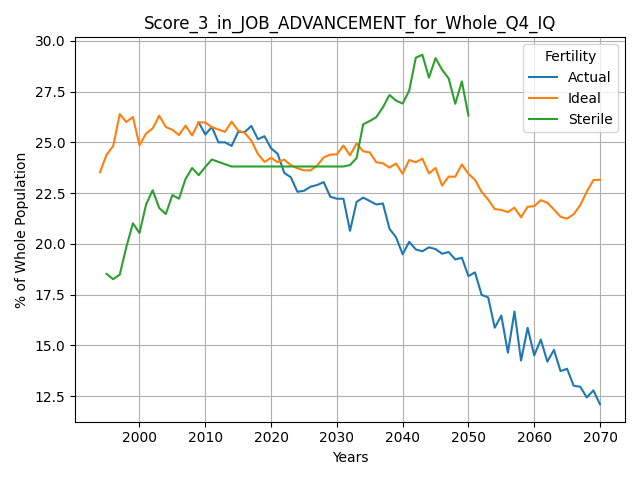 Score_3_in_JOB_ADVANCEMENT_for_Whole_Q4_IQ
30.0
27.5
25.0
22.5
20.0
17.5
15.0
12.5
% of Whole Population
Fertility
Actual
Ideal
Sterile
2000 2010 2020 2030 2040 2050 2060 2070
Years